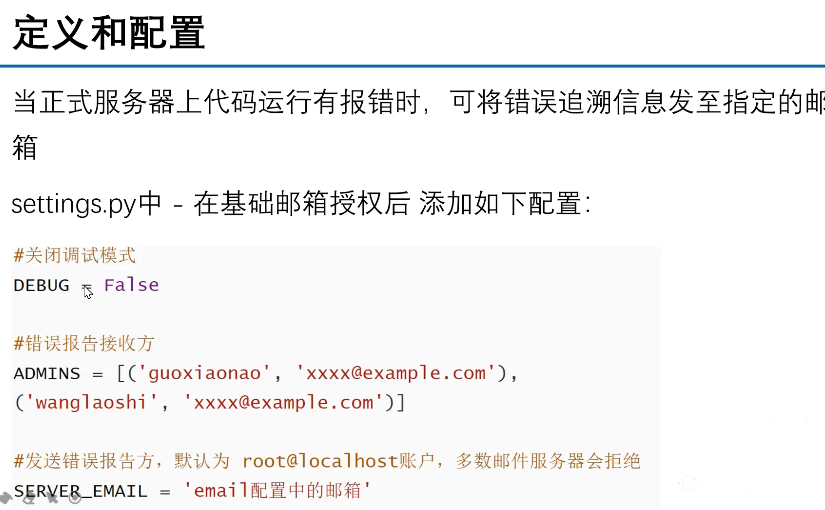 定义和配置
当正式服务器上代码运行有报错时，可将错误追溯信息发至指定的邮
箱
settings.py中 - 在基础邮箱授权后 添加如下配置：
#关闭调试模式
DEBUG = False
#错误报告接收方
ADMINS = [('guoxiaonao', 'xxxx@example.com'),
('wanglaoshi', 'xxxx@example.com')]
#发送错误报告方，默认为 root@localhost账户，多数邮件服务器会拒绝
SERVER_EMAIL = 'email配置中的邮箱'